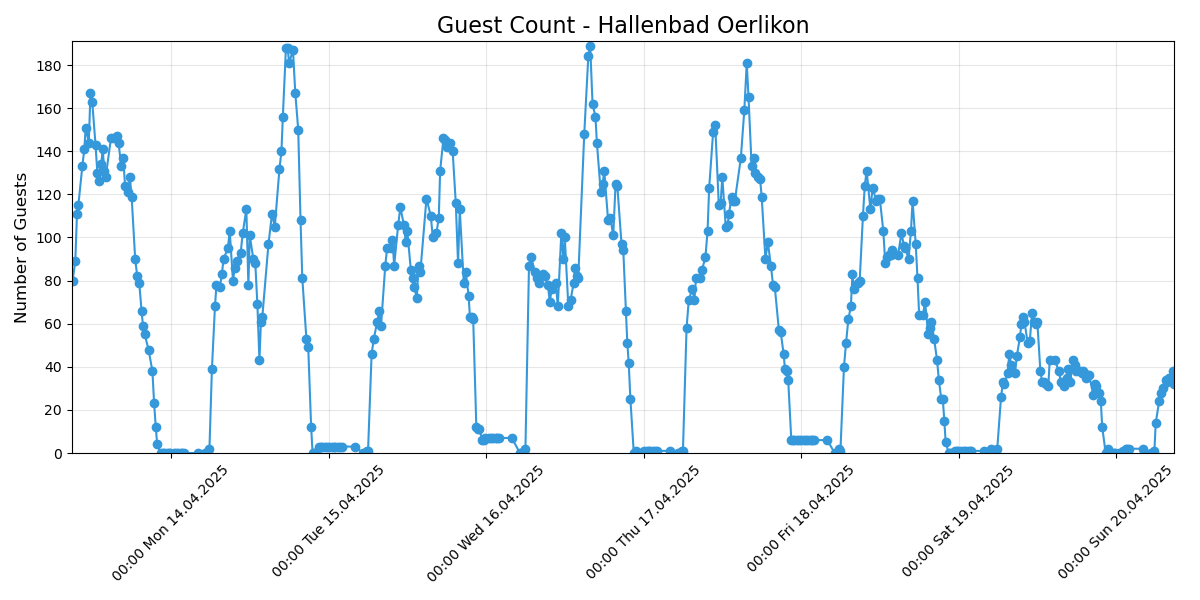 Guest Count - Hallenbad Oerlikon
Number of Guests
180
160
140
120
100
80
60
40
20
0
00:00 Mon 14.04.2025
00:00 Tue 15.04.2025
00:00 Wed 16.04.2025
00:00 Thu 17.04.2025
00:00 Fri 18.04.2025
00:00 Sat 19.04.2025
00:00 Sun 20.04.2025